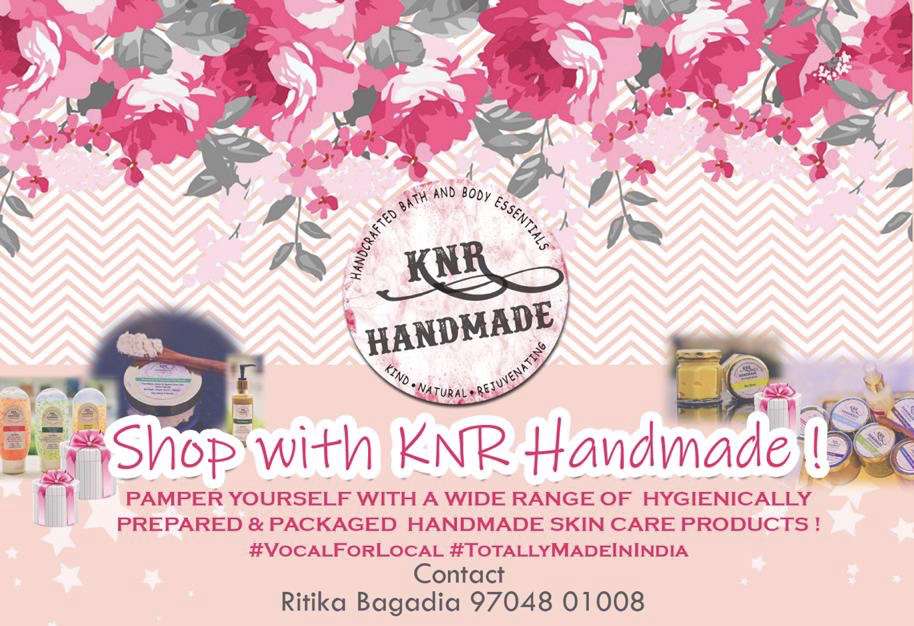 HANDCRAFTED BATH AND BODY ESSENTIALS
KNR
HANDMADE
KIND • NATURAL • REJUVENATING
Shop with KNR Handmade !
PAMPER YOURSELF WITH A WIDE RANGE OF HYGIENICALLY
PREPARED & PACKAGED HANDMADE SKIN CARE PRODUCTS !
#VocalForLocal #TotallyMadeInIndia
Contact
Ritika Bagadia 97048 01008